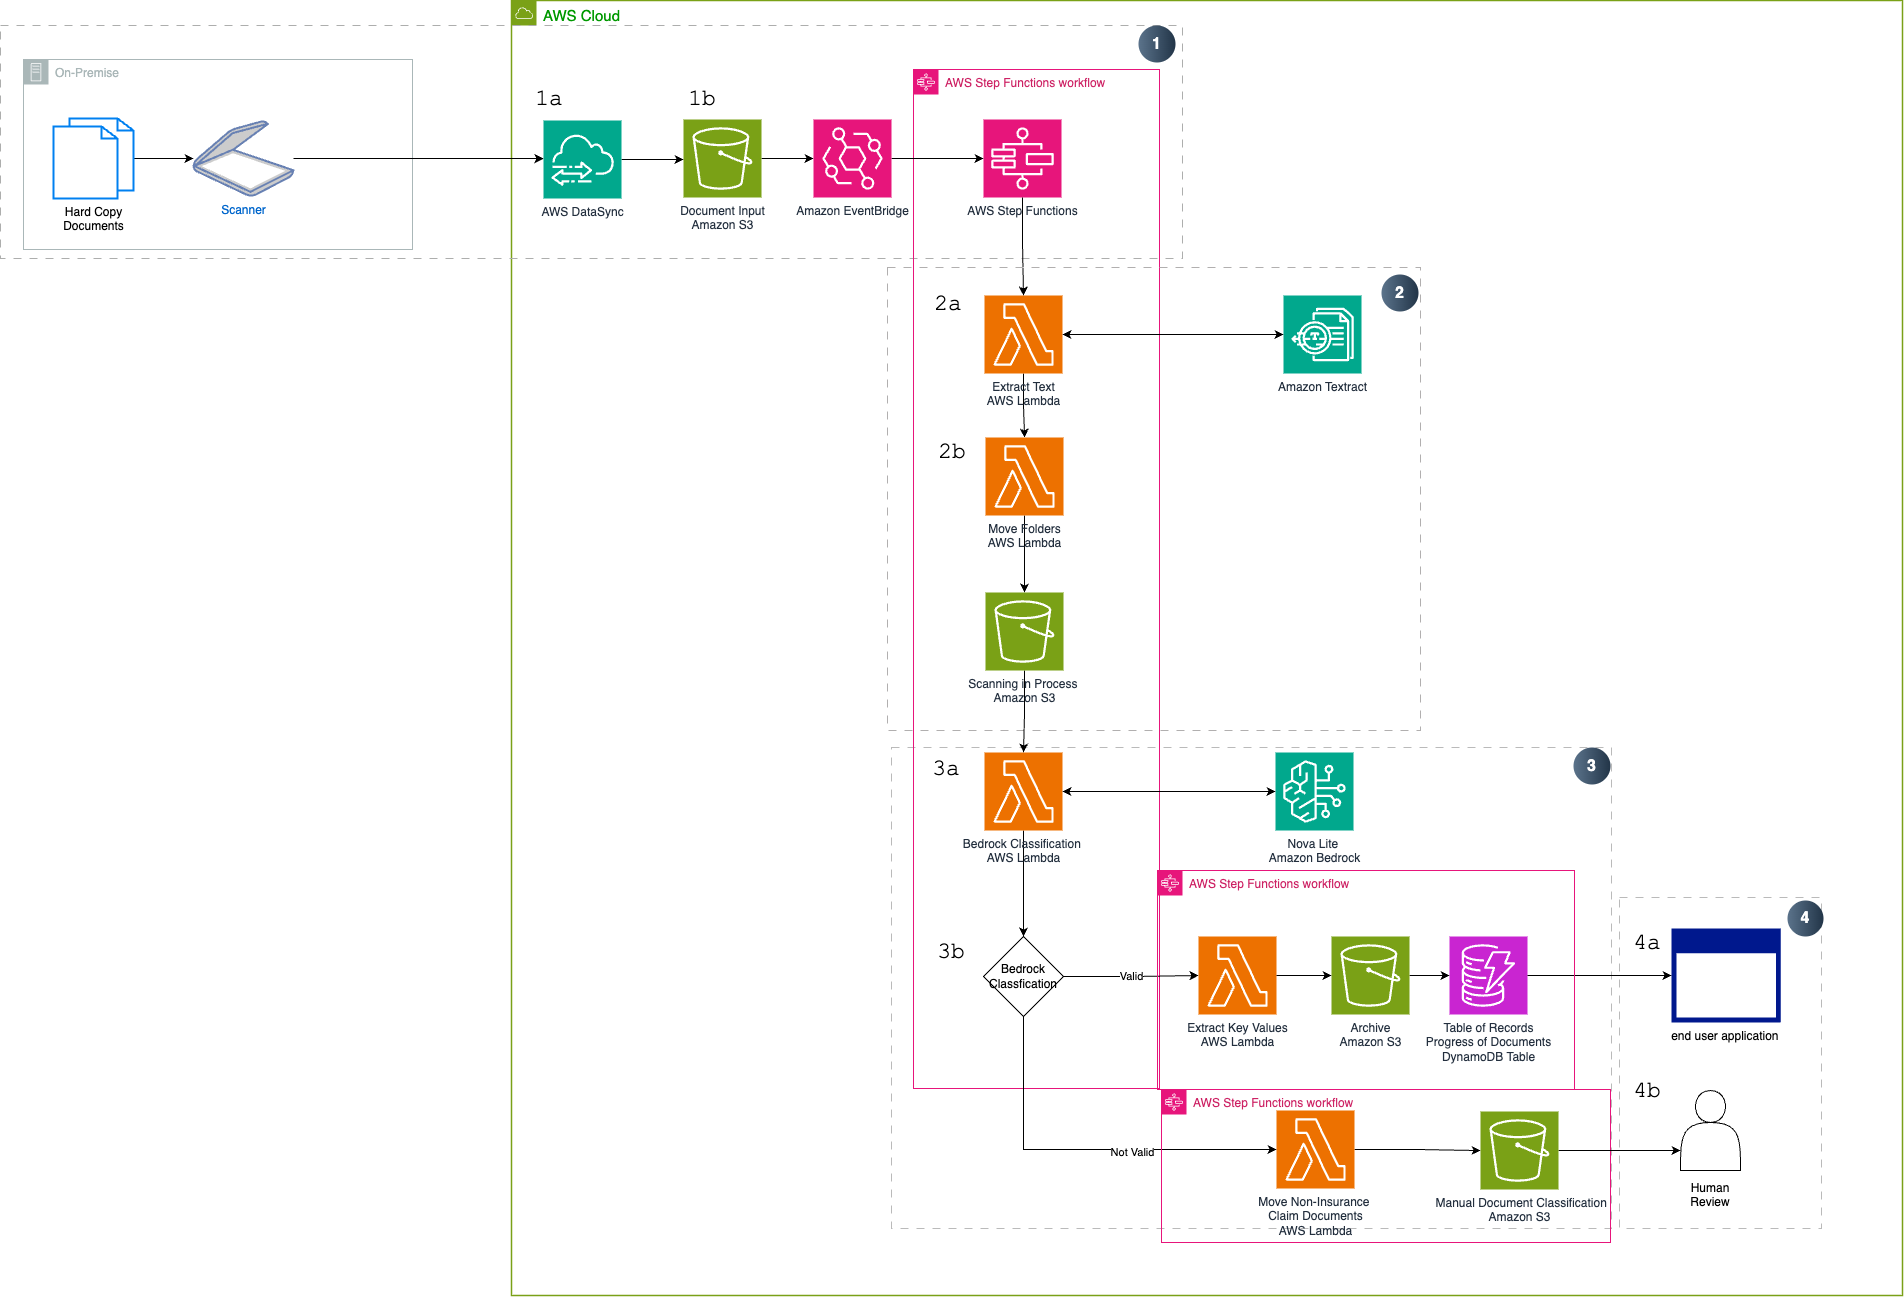 AWS Cloud
1
On-Premise
AWS Step Functions workflow
1a
1b
Hard Copy
Documents
Scanner
AWS DataSync
Document Input
Amazon S3
Amazon EventBridge
AWS Step Functions
2
2a
Extract Text
AWS Lambda
Amazon Textract
2b
Move Folders
AWS Lambda
Scanning in Process
Amazon S3
3
3a
Bedrock Classification
AWS Lambda
Nova Lite
Amazon Bedrock
AWS Step Functions workflow
4
3b
Bedrock
Classfication
Valid
Extract Key Values
AWS Lambda
Archive
Amazon S3
Table of Records
Progress of Documents
DynamoDB Table
4a
end user application
AWS Step Functions workflow
4b
Not Valid
Move Non-Insurance
Claim Documents
AWS Lambda
Manual Document Classification
Amazon S3
Human
Review